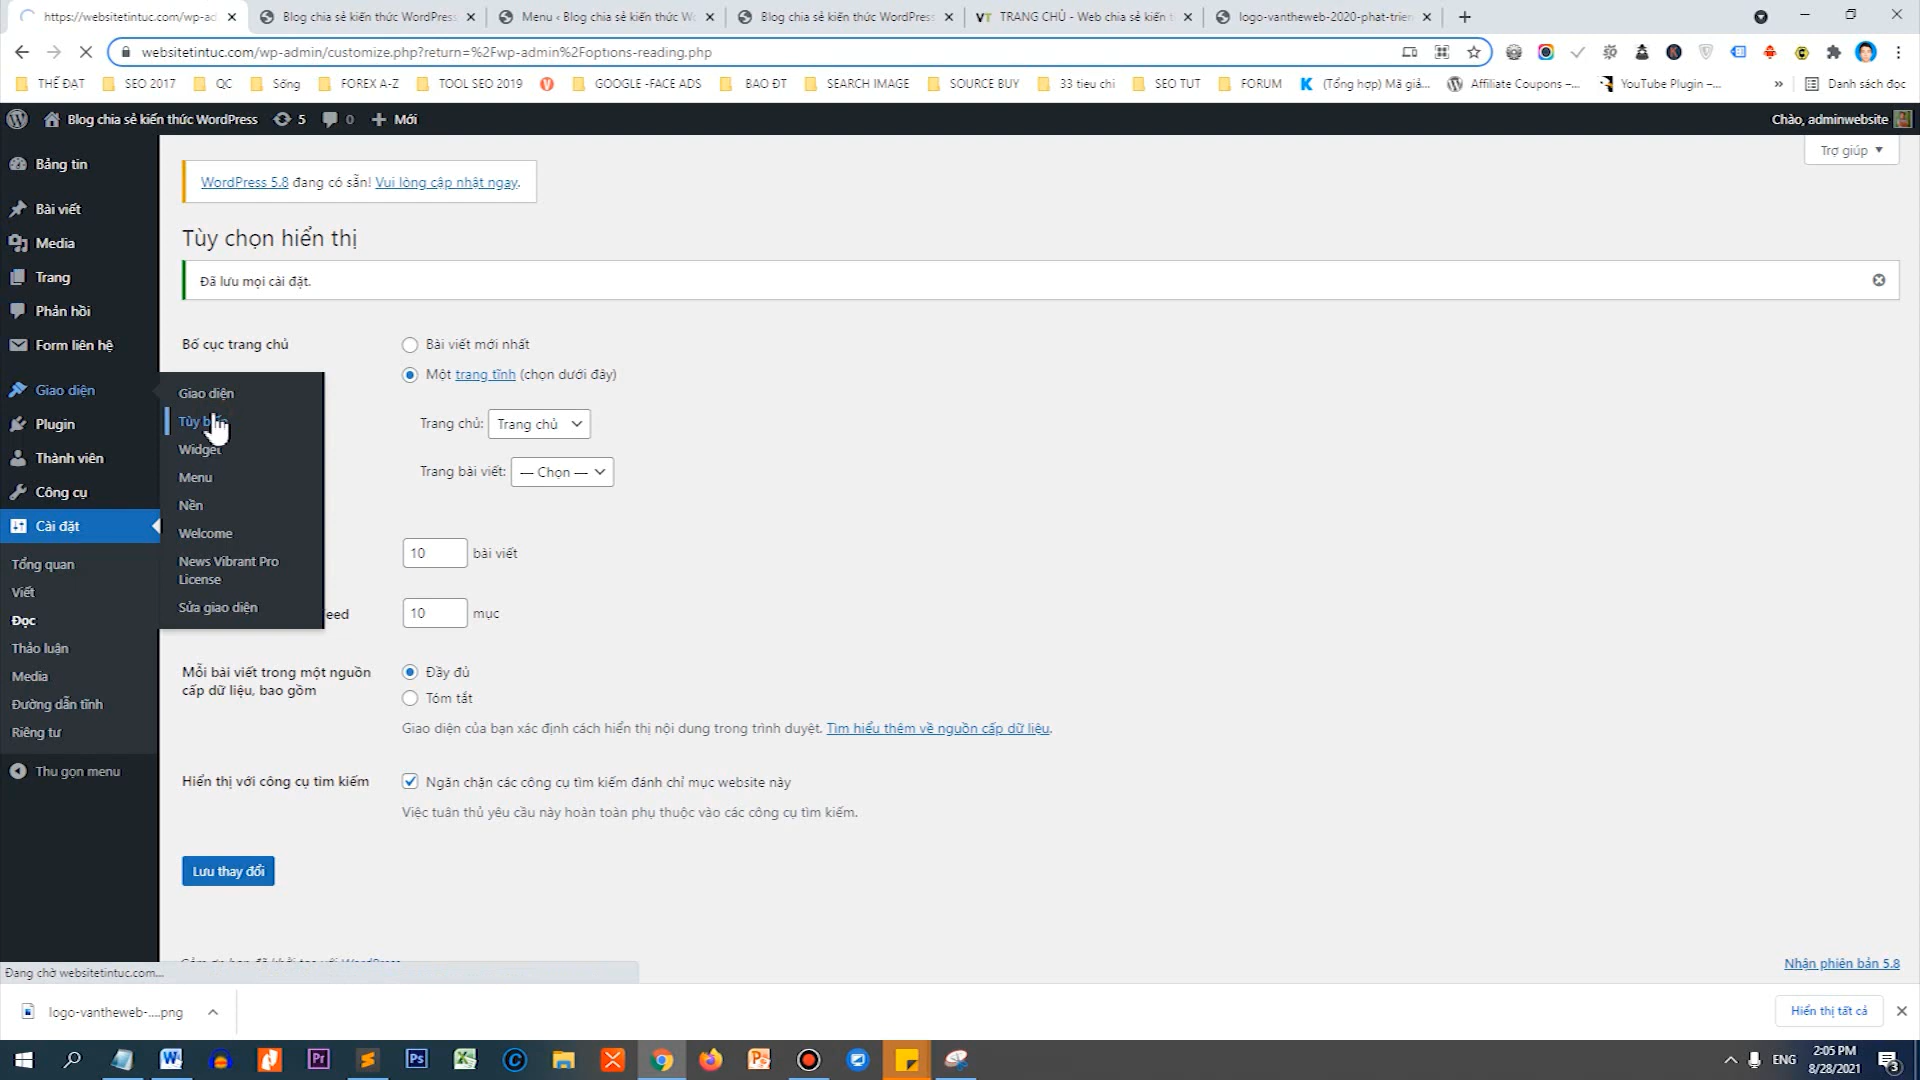 https://websitetintuc.com/wp-ad
Blog chia sẻ kiến thức WordPress
Menu ‹ Blog chia sẻ kiến thức W
Blog chia sẻ kiến thức WordPress
TRANG CHỦ - Web chia sẻ kiến t
logo-vantheweb-2020-phat-trien
websitetintuc.com/wp-admin/customize.php?return=%2Fwp-admin%2Foptions-reading.php
THẾ ĐẠT
SEO 2017
QC
Sống
FOREX A-Z
TOOL SEO 2019
GOOGLE -FACE ADS
BAO ĐT
SEARCH IMAGE
SOURCE BUY
33 tieu chi
SEO TUT
FORUM
(Tổng hợp) Mã giả...
Affiliate Coupons –...
YouTube Plugin –...
»
Danh sách đọc
Blog chia sẻ kiến thức WordPress
5
0
Mới
Chào, adminwebsite
Trợ giúp
Bảng tin
Bài viết
Media
Trang
Phản hồi
Form liên hệ
Giao diện
Plugin
Thành viên
Công cụ
Cài đặt
Tổng quan
Viết
Đọc
Thảo luận
Media
Đường dẫn tĩnh
Riêng tư
Thu gọn menu
Giao diện
Widget
Menu
Nền
Welcome
News Vibrant Pro
License
Sửa giao diện
WordPress 5.8 đang có sẵn! Vui lòng cập nhật ngay.
Tùy chọn hiển thị
Đã lưu mọi cài đặt.
Bố cục trang chủ
Bài viết mới nhất
Một trang tĩnh (chọn dưới đây)
Trang chủ: Trang chủ
Trang bài viết: — Chọn —
10 bài viết
eed
10 mục
Mỗi bài viết trong một nguồn
cấp dữ liệu, bao gồm
Đầy đủ
Tóm tắt
Giao diện của bạn xác định cách hiển thị nội dung trong trình duyệt. Tìm hiểu thêm về nguồn cấp dữ liệu.
Hiển thị với công cụ tìm kiếm
Ngăn chặn các công cụ tìm kiếm đánh chỉ mục website này
Việc tuân thủ yêu cầu này hoàn toàn phụ thuộc vào các công cụ tìm kiếm.
Lưu thay đổi
Nhận phiên bản 5.8
Đang chờ websitetintuc.com...
logo-vantheweb-....png
Hiển thị tất cả
ENG
2:05 PM
8/28/2021
3